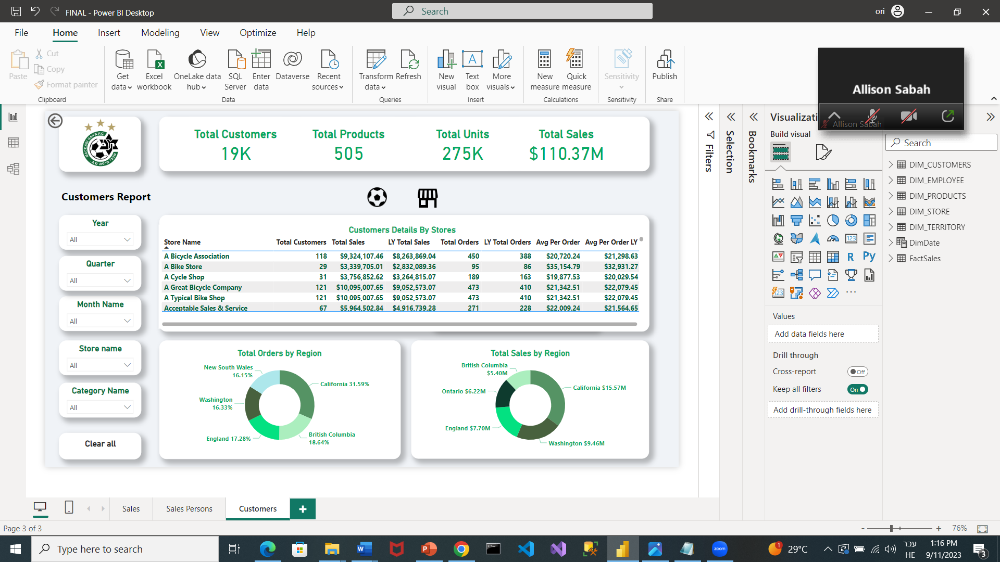 FINAL - Power BI Desktop
Search
ori
File Home Insert Modeling View Optimize Help
Paste
Cut
Copy
Format painter
Clipboard
Get data
Excel workbook
OneLake data hub
SQL Server
Enter data
Dataverse
Recent sources
Data
Transform data
Refresh
Queries
New visual
Text box
More visuals
Insert
New measure
Quick measure
Calculations
Sensitivity
Sensitivity
Publish
Share
Allison Sabah
Allison Sabah
Total Customers
19K
Total Products
505
Total Units
275K
Total Sales
$110.37M
MACCABI HAIFA F.C.
Customers Report
Year
All
Quarter
All
Month Name
All
Store name
All
Category Name
All
Clear all
Customers Details By Stores
Store Name Total Customers Total Sales LY Total Sales Total Orders LY Total Orders Avg Per Order Avg Per Order LY
A Bicycle Association 118 $9,324,107.46 $8,263,869.04 450 388 $20,720.24 $21,298.63
A Bike Store 29 $3,339,705.01 $2,832,089.36 95 86 $35,154.79 $32,931.27
A Cycle Shop 31 $3,756,852.62 $3,264,815.07 189 163 $19,877.53 $20,029.54
A Great Bicycle Company 121 $10,095,007.65 $9,052,573.07 473 410 $21,342.51 $22,079.45
A Typical Bike Shop 121 $10,095,007.65 $9,052,573.07 473 410 $21,342.51 $22,079.45
Acceptable Sales & Service 67 $5,964,502.84 $4,916,739.28 271 228 $22,009.24 $21,564.65
Total Orders by Region
New South Wales
16.15%
California 31.59%
Washington
16.33%
England 17.28%
British Columbia
18.64%
Total Sales by Region
British Columbia
$5.40M
Ontario $6.22M
California $15.57M
England $7.70M
Washington $9.46M
Filters
Selection
Bookmarks
Visualizati
Build visual
123
R
Py
123
Values
Add data fields here
Drill through
Cross-report
Off
Keep all filters
On
Add drill-through fields here
Search
DIM_CUSTOMERS
DIM_EMPLOYEE
DIM_PRODUCTS
DIM_STORE
DIM_TERRITORY
DimDate
FactSales
Sales
Sales Persons
Customers
Page 3 of 3
- + 76%
Type here to search
zoom
1
29°C
עבר
HE
1:16 PM
9/11/2023
3